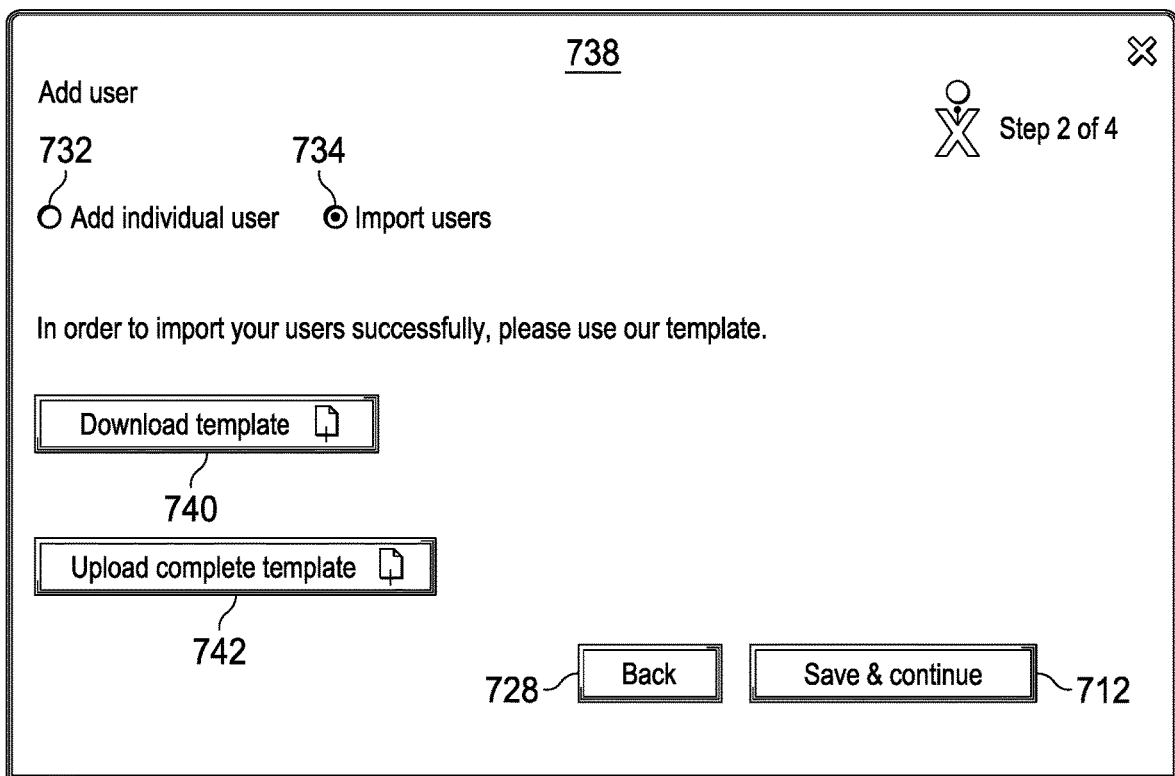 738
Add user
Step 2 of 4
732 734
Add individual user Import users
In order to import your users successfully, please use our template.
Download template
740
Upload complete template
742
728 Back Save & continue 712